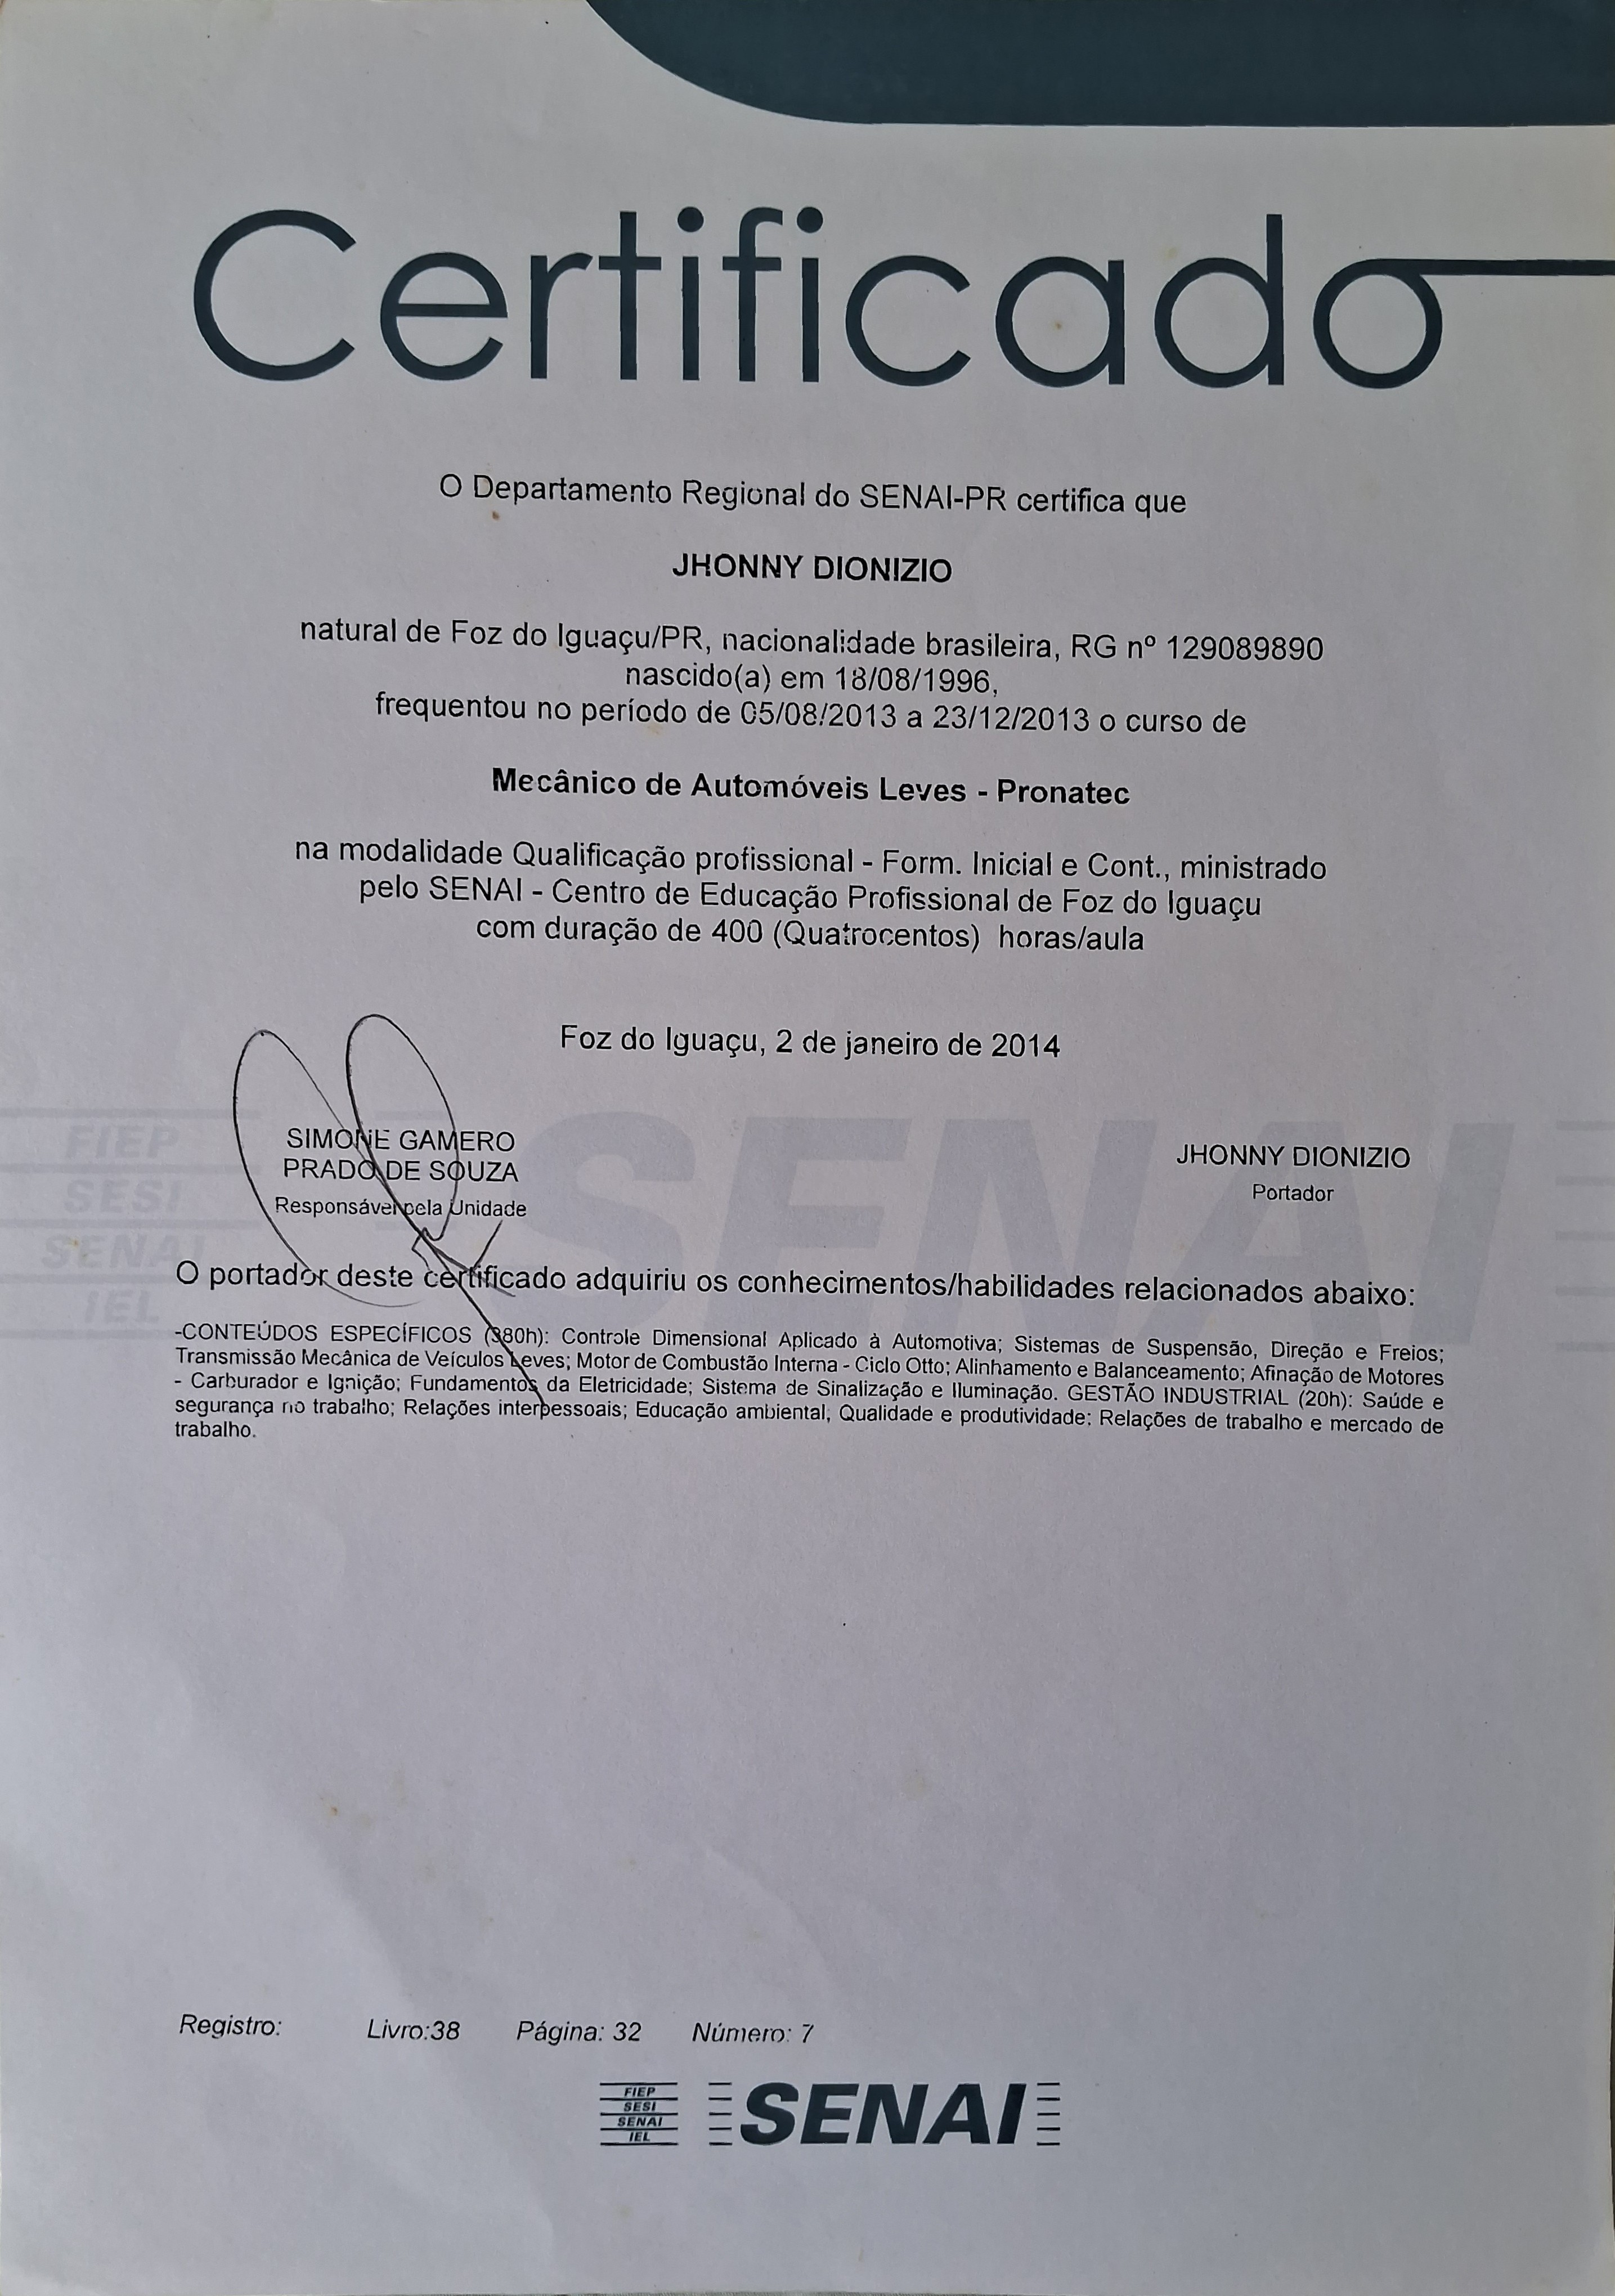 Certificado
O Departamento Regional do SENAI-PR certifica que
JHONNY DIONIZIO
natural de Foz do Iguaçu/PR, nacionalidade brasileira, RG nº 129089890
nascido(a) em 18/08/1996,
frequentou no período de 05/08/2013 a 23/12/2013 o curso de
Mecânico de Automóveis Leves - Pronatec
na modalidade Qualificação profissional - Form. Inicial e Cont., ministrado
pelo SENAI - Centro de Educação Profissional de Foz do Iguaçu
com duração de 400 (Quatrocentos) horas/aula
Foz do Iguaçu, 2 de janeiro de 2014
SIMONE GAMERO
PRADO DE SOUZA
Responsável pela Unidade
JHONNY DIONIZIO
Portador
FIEP
SESI
SENAI
IEL
SENAI
O portador deste certificado adquiriu os conhecimentos/habilidades relacionados abaixo:
-CONTEÚDOS ESPECÍFICOS (380h): Controle Dimensional Aplicado à Automotiva; Sistemas de Suspensão, Direção e Freios;
Transmissão Mecânica de Veículos Leves; Motor de Combustão Interna - Ciclo Otto; Alinhamento e Balanceamento; Afinação de Motores
- Carburador e Ignição; Fundamentos da Eletricidade; Sistema de Sinalização e Iluminação. GESTÃO INDUSTRIAL (20h): Saúde e
segurança no trabalho; Relações interpessoais; Educação ambiental; Qualidade e produtividade; Relações de trabalho e mercado de
trabalho.
Registro: Livro:38 Página: 32 Número: 7
FIEP
SESI
SENAI
IEL
SENAI